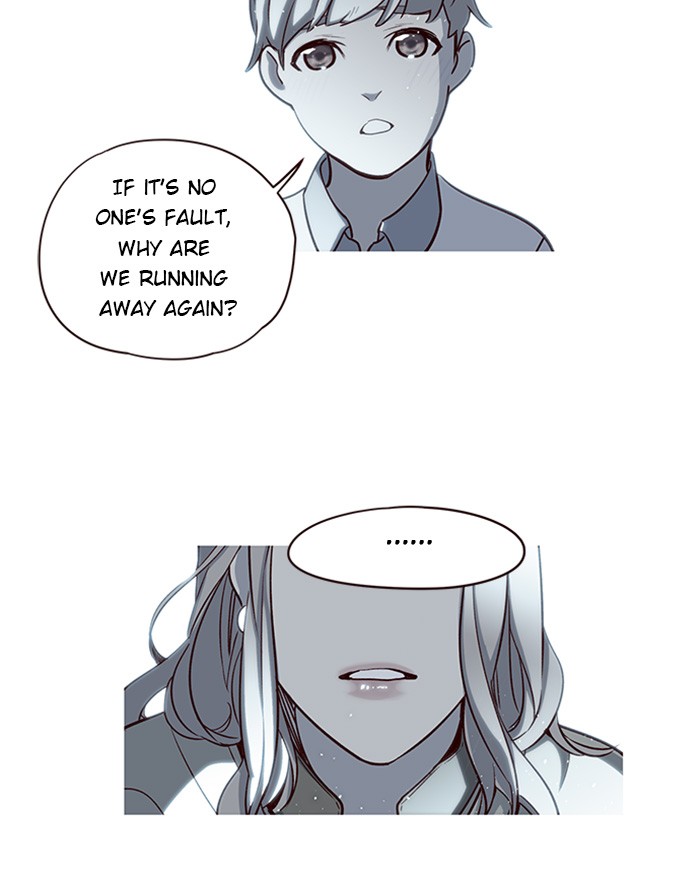 IF IT'S NO
ONE'S FAULT,
WHY ARE
WE RUNNING
AWAY AGAIN?
......